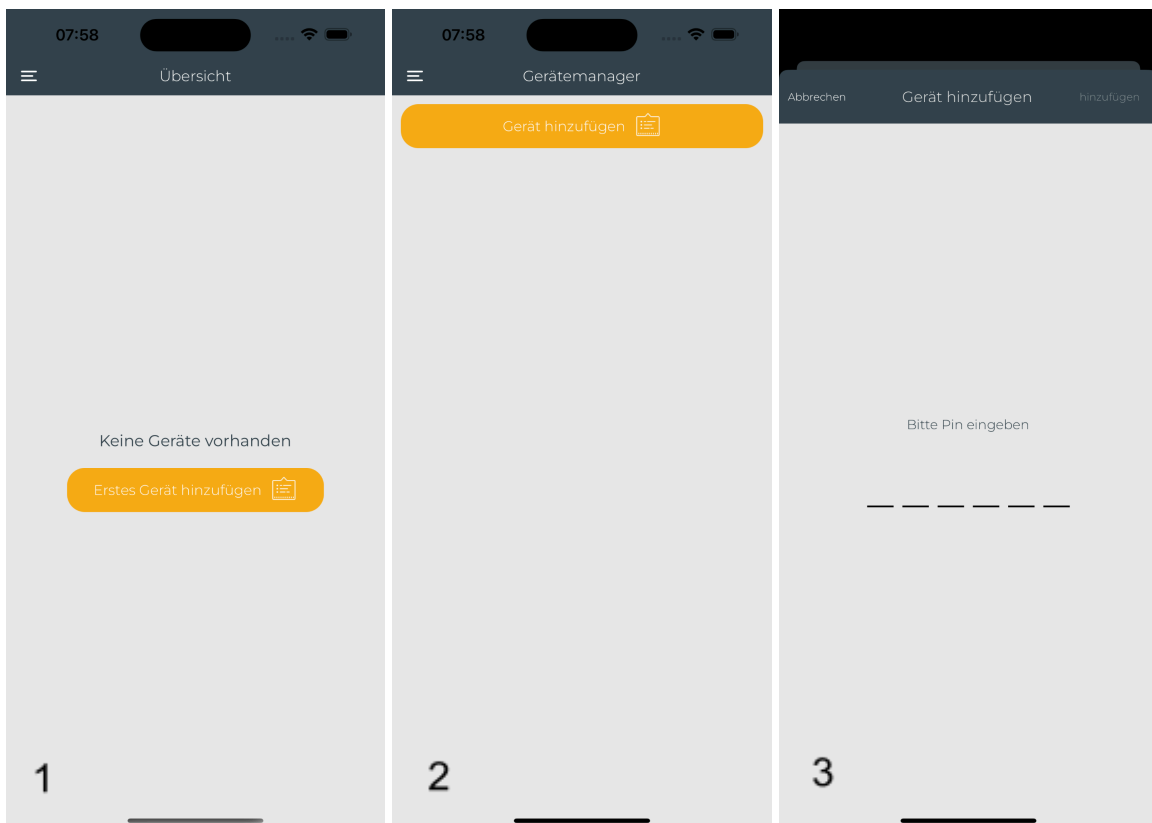 07:58
Übersicht
Keine Geräte vorhanden
Erstes Gerät hinzufügen
1
07:58
Gerätemanager
Gerät hinzufügen
2
Abbrechen
Gerät hinzufügen
hinzufügen
Bitte Pin eingeben
3